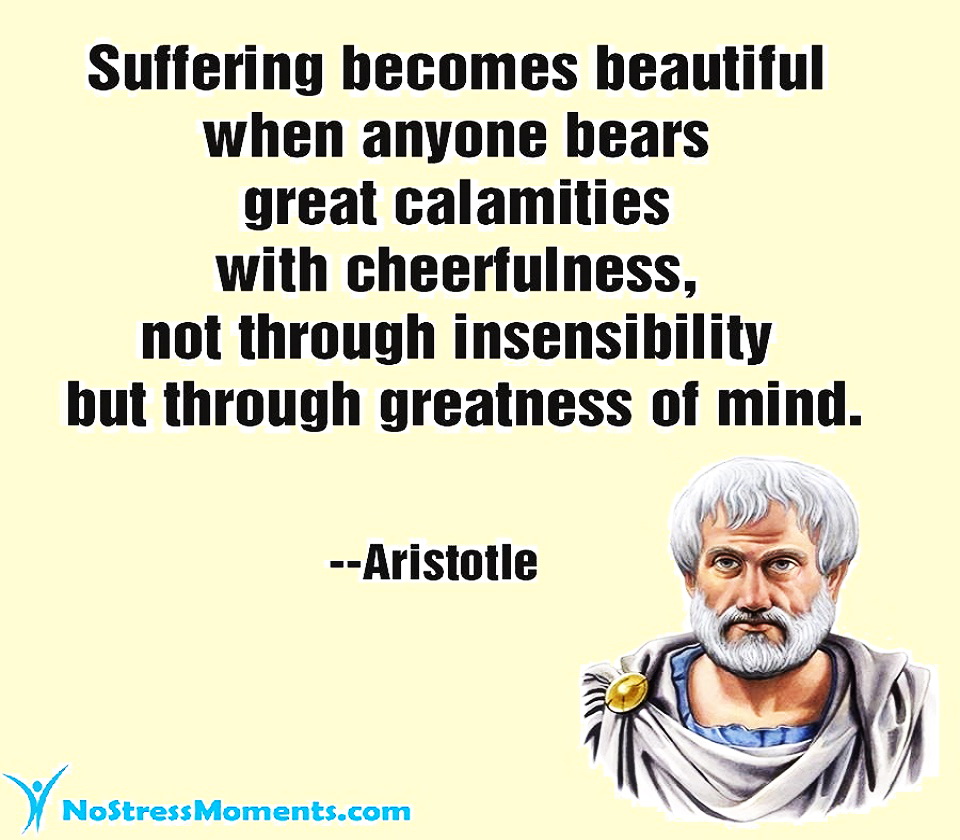 Suffering becomes beautiful
when anyone bears
great calamities
with cheerfulness,
not through insensibility
but through greatness of mind.
--Aristotle
NoStressMoments.com